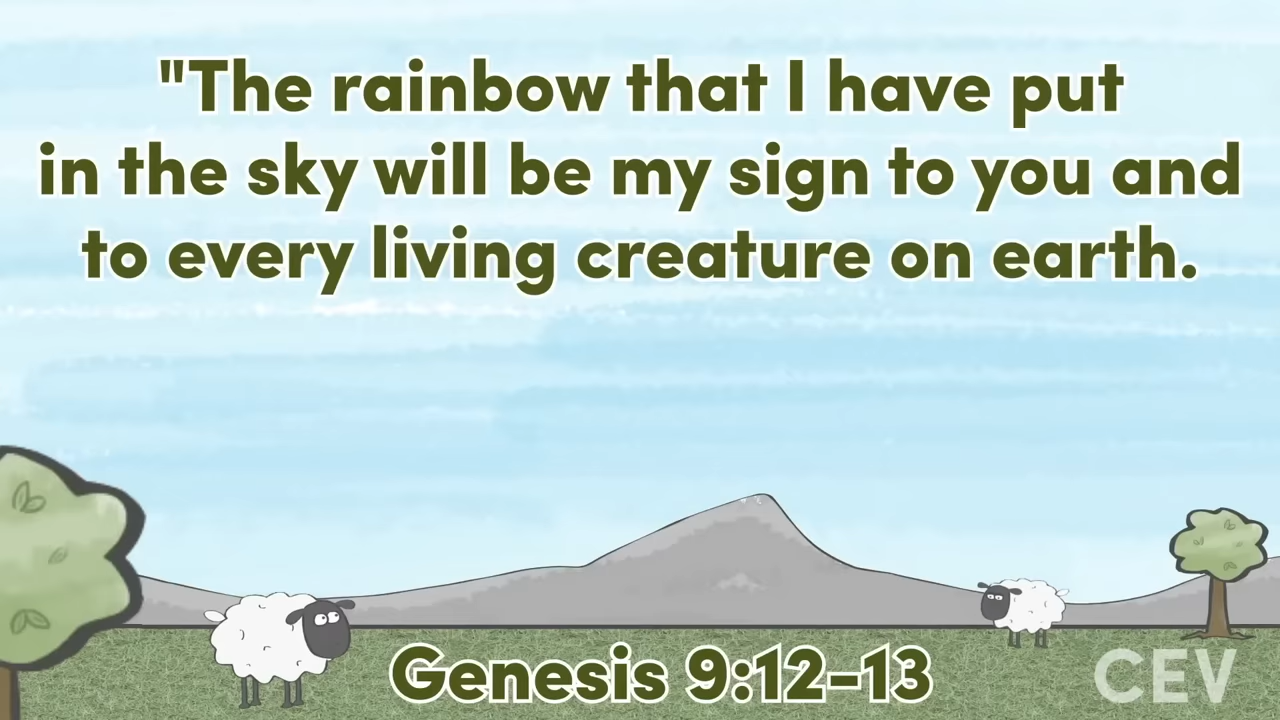 "The rainbow that I have put
in the sky will be my sign to you and
to every living creature on earth.
Genesis 9:12-13
CEV